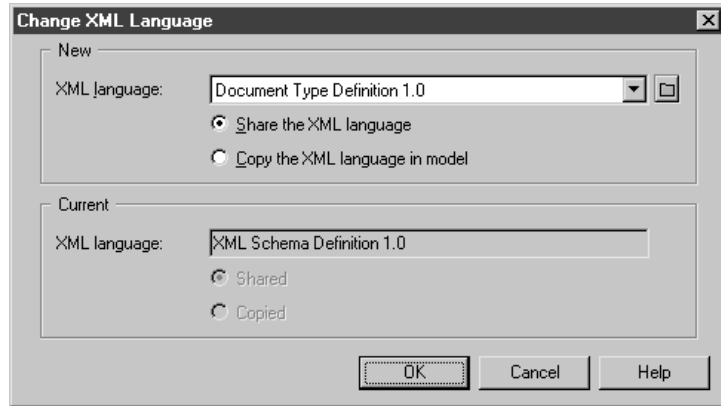 Change XML Language
New
XML language:
Document Type Definition 1.0
Share the XML language
Copy the XML language in model
Current
XML language:
XML Schema Definition 1.0
Shared
Copied
OK
Cancel
Help